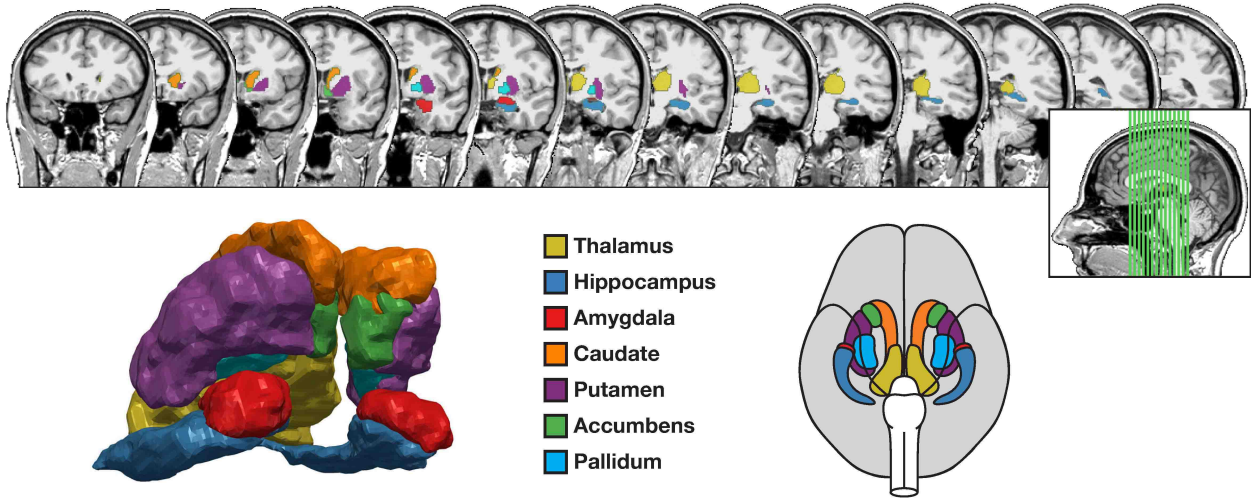 Thalamus
Hippocampus
Amygdala
Caudate
Putamen
Accumbens
Pallidum